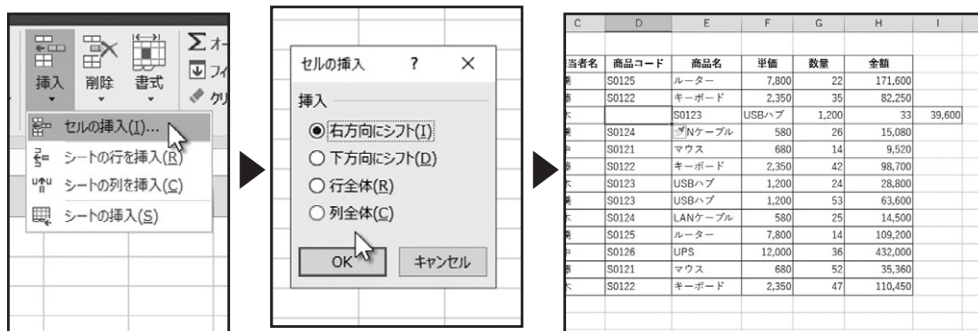 Σ オー
フィ
クリ
挿入 削除 書式
セルの挿入(I)...
シートの行を挿入(R)
シートの列を挿入(C)
シートの挿入(S)
セルの挿入 ? ×
挿入
右方向にシフト(I)
下方向にシフト(D)
行全体(R)
列全体(C)
OK キャンセル
C D E F G H I
当者名 商品コード 商品名 単価 数量 金額
S0125 ルーター 7,800 22 171,600
S0122 キーボード 2,350 35 82,250
S0123 USBハブ 1,200 33 39,600
S0124 Nケーブル 580 26 15,080
S0121 マウス 680 14 9,520
S0122 キーボード 2,350 42 98,700
S0123 USBハブ 1,200 24 28,800
S0123 USBハブ 1,200 53 63,600
S0124 LANケーブル 580 25 14,500
S0125 ルーター 7,800 14 109,200
S0126 UPS 12,000 36 432,000
S0121 マウス 680 52 35,360
S0122 キーボード 2,350 47 110,450